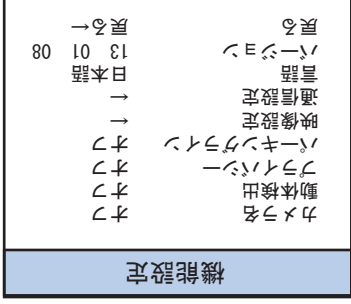 機能設定
カメラ名 オフ
動体検出 オフ
プライバシー オフ
パーキングライン オフ
映像設定 →
通信設定 →
言語 日本語
バージョン 13 01 08
戻る 戻る←